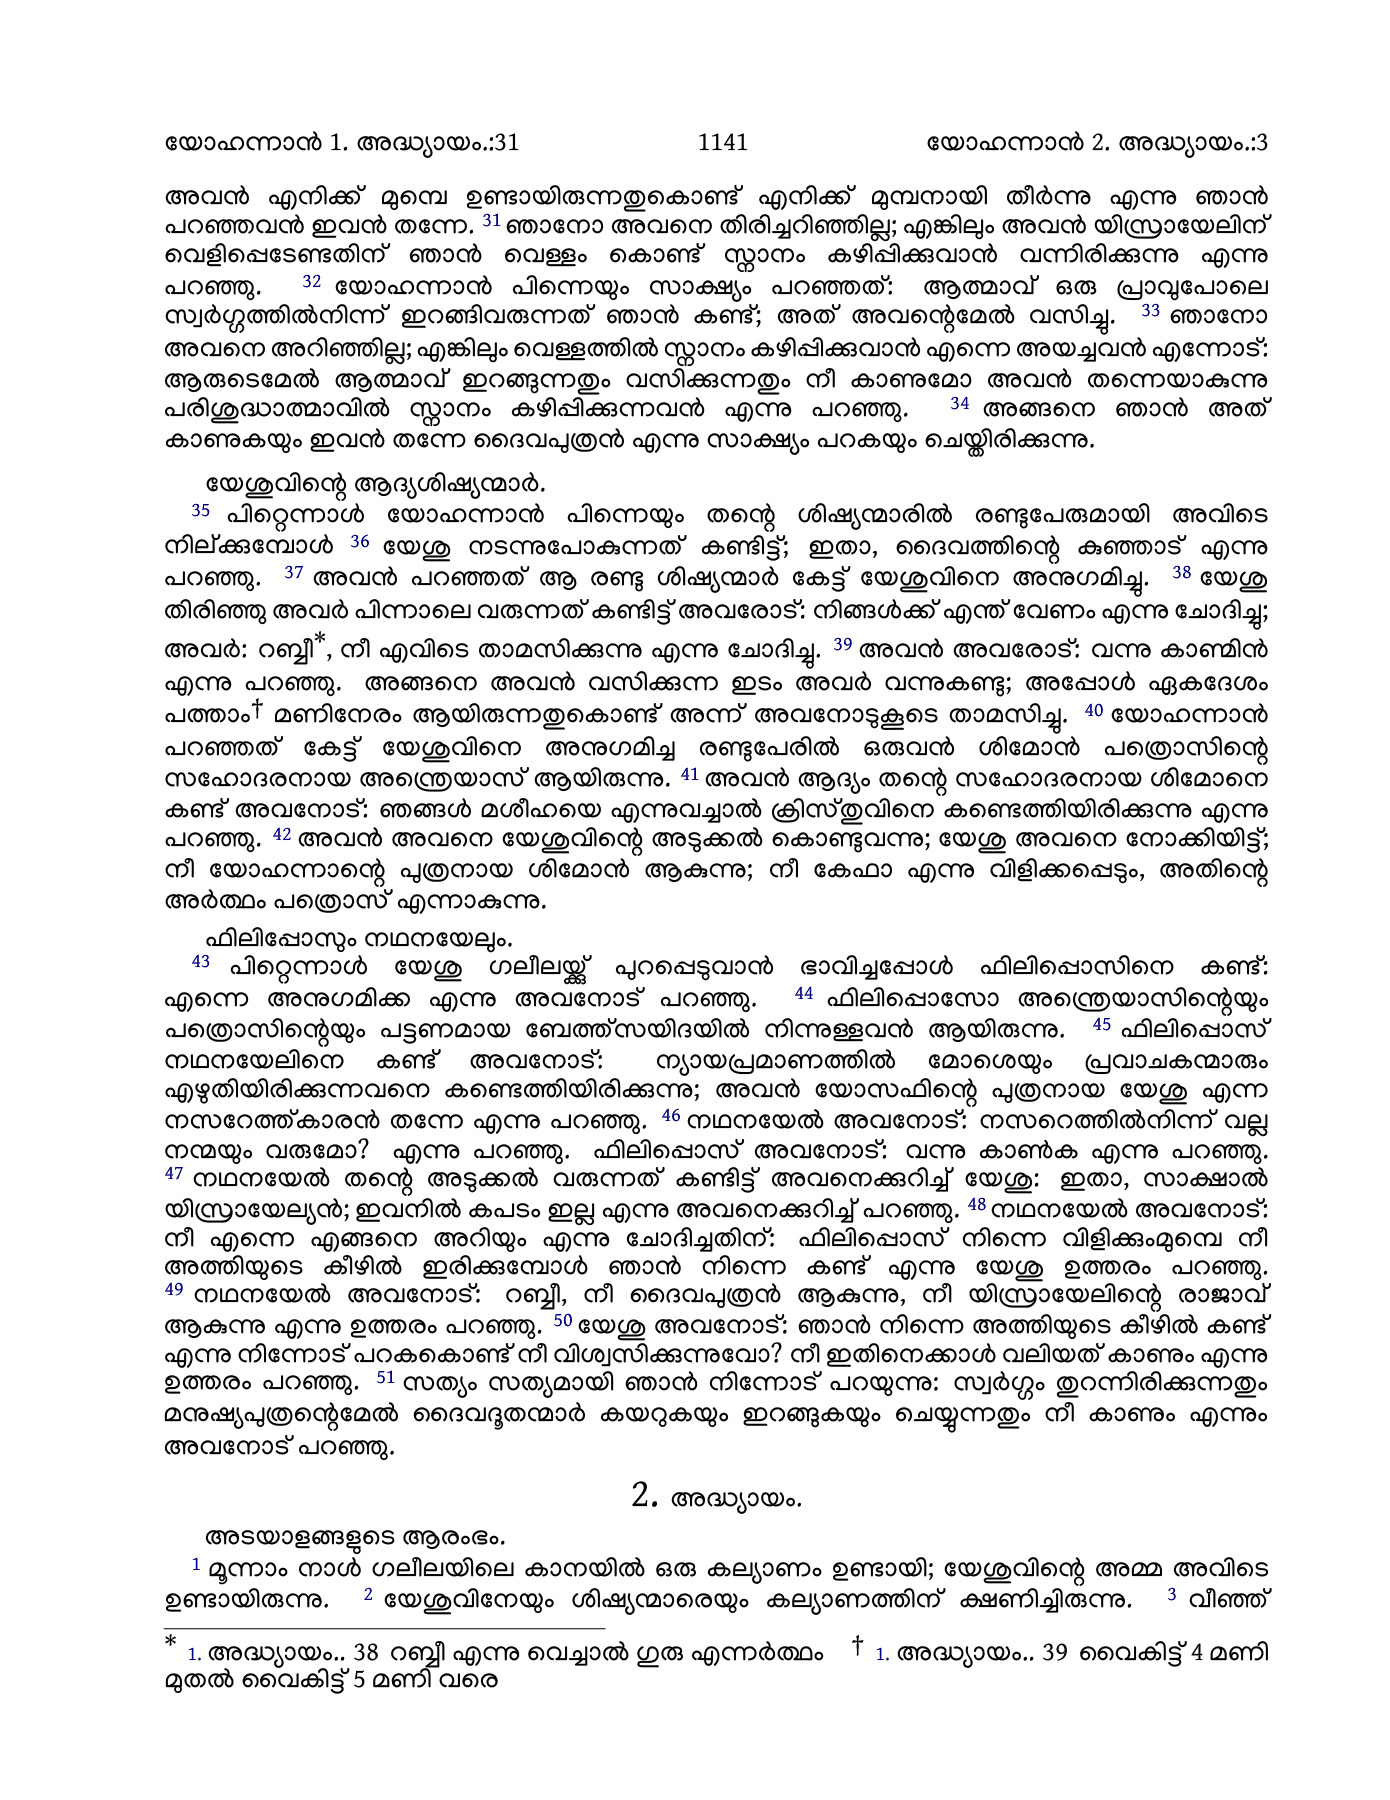 യോഹന്നാൻ 1. അദ്ധ്യായം.:31 1141 യോഹന്നാൻ 2. അദ്ധ്യായം.:3
അവൻ എനിക്ക് മുമ്പെ ഉണ്ടായിരുന്നതുകൊണ്ട് എനിക്ക് മുമ്പനായി തീർന്നു എന്നു ഞാൻ
പറഞ്ഞവൻ ഇവൻ തന്നേ. 31 ഞാനോ അവനെ തിരിച്ചറിഞ്ഞില്ല; എങ്കിലും അവൻ യിസ്രായേലിന്
വെളിപ്പെടേണ്ടതിന് ഞാൻ വെള്ളം കൊണ്ട് സ്നാനം കഴിപ്പിക്കുവാൻ വന്നിരിക്കുന്നു എന്നു
പറഞ്ഞു. 32 യോഹന്നാൻ പിന്നെയും സാക്ഷ്യം പറഞ്ഞത്: ആത്മാവ് ഒരു പ്രാവുപോലെ
സ്വർഗ്ഗത്തിൽനിന്ന് ഇറങ്ങിവരുന്നത് ഞാൻ കണ്ട്; അത് അവന്റെമേൽ വസിച്ചു. 33 ഞാനോ
അവനെ അറിഞ്ഞില്ല; എങ്കിലും വെള്ളത്തിൽ സ്നാനം കഴിപ്പിക്കുവാൻ എന്നെ അയച്ചവൻ എന്നോട്:
ആരുടെമേൽ ആത്മാവ് ഇറങ്ങുന്നതും വസിക്കുന്നതും നീ കാണുമോ അവൻ തന്നെയാകുന്നു
പരിശുദ്ധാത്മാവിൽ സ്നാനം കഴിപ്പിക്കുന്നവൻ എന്നു പറഞ്ഞു. 34 അങ്ങനെ ഞാൻ അത്
കാണുകയും ഇവൻ തന്നേ ദൈവപുത്രൻ എന്നു സാക്ഷ്യം പറകയും ചെയ്തിരിക്കുന്നു.
യേശുവിന്റെ ആദ്യശിഷ്യന്മാർ.
35 പിറ്റെന്നാൾ യോഹന്നാൻ പിന്നെയും തന്റെ ശിഷ്യന്മാരിൽ രണ്ടുപേരുമായി അവിടെ
നില്ക്കുമ്പോൾ 36 യേശു നടന്നുപോകുന്നത് കണ്ടിട്ട്; ഇതാ, ദൈവത്തിന്റെ കുഞ്ഞാട് എന്നു
പറഞ്ഞു. 37 അവൻ പറഞ്ഞത് ആ രണ്ടു ശിഷ്യന്മാർ കേട്ട് യേശുവിനെ അനുഗമിച്ചു. 38 യേശു
തിരിഞ്ഞു അവർ പിന്നാലെ വരുന്നത് കണ്ടിട്ട് അവരോട്: നിങ്ങൾക്ക് എന്ത് വേണം എന്നു ചോദിച്ചു;
അവർ: റബ്ബീ*, നീ എവിടെ താമസിക്കുന്നു എന്നു ചോദിച്ചു. 39 അവൻ അവരോട്: വന്നു കാണ്മിൻ
എന്നു പറഞ്ഞു. അങ്ങനെ അവൻ വസിക്കുന്ന ഇടം അവർ വന്നുകണ്ടു; അപ്പോൾ ഏകദേശം
പത്താം† മണിനേരം ആയിരുന്നതുകൊണ്ട് അന്ന് അവനോടുകൂടെ താമസിച്ചു. 40 യോഹന്നാൻ
പറഞ്ഞത് കേട്ട് യേശുവിനെ അനുഗമിച്ച രണ്ടുപേരിൽ ഒരുവൻ ശിമോൻ പത്രൊസിന്റെ
സഹോദരനായ അന്ത്രെയാസ് ആയിരുന്നു. 41 അവൻ ആദ്യം തന്റെ സഹോദരനായ ശിമോനെ
കണ്ട് അവനോട്: ഞങ്ങൾ മശീഹയെ എന്നുവച്ചാൽ ക്രിസ്തുവിനെ കണ്ടെത്തിയിരിക്കുന്നു എന്നു
പറഞ്ഞു. 42 അവൻ അവനെ യേശുവിന്റെ അടുക്കൽ കൊണ്ടുവന്നു; യേശു അവനെ നോക്കിയിട്ട്;
നീ യോഹന്നാന്റെ പുത്രനായ ശിമോൻ ആകുന്നു; നീ കേഫാ എന്നു വിളിക്കപ്പെടും, അതിന്റെ
അർത്ഥം പത്രൊസ് എന്നാകുന്നു.
ഫിലിപ്പോസും നഥനയേലും.
43 പിറ്റെന്നാൾ യേശു ഗലീലയ്ക്ക് പുറപ്പെടുവാൻ ഭാവിച്ചപ്പോൾ ഫിലിപ്പൊസിനെ കണ്ട്:
എന്നെ അനുഗമിക്ക എന്നു അവനോട് പറഞ്ഞു. 44 ഫിലിപ്പൊസോ അന്ത്രെയാസിന്റെയും
പത്രൊസിന്റെയും പട്ടണമായ ബേത്ത്സയിദയിൽ നിന്നുള്ളവൻ ആയിരുന്നു. 45 ഫിലിപ്പൊസ്
നഥനയേലിനെ കണ്ട് അവനോട്: ന്യായപ്രമാണത്തിൽ മോശെയും പ്രവാചകന്മാരും
എഴുതിയിരിക്കുന്നവനെ കണ്ടെത്തിയിരിക്കുന്നു; അവൻ യോസഫിന്റെ പുത്രനായ യേശു എന്ന
നസറേത്ത്കാരൻ തന്നേ എന്നു പറഞ്ഞു. 46 നഥനയേൽ അവനോട്: നസറെത്തിൽനിന്ന് വല്ല
നന്മയും വരുമോ? എന്നു പറഞ്ഞു. ഫിലിപ്പൊസ് അവനോട്: വന്നു കാൺക എന്നു പറഞ്ഞു.
47 നഥനയേൽ തന്റെ അടുക്കൽ വരുന്നത് കണ്ടിട്ട് അവനെക്കുറിച്ച് യേശു: ഇതാ, സാക്ഷാൽ
യിസ്രായേല്യൻ; ഇവനിൽ കപടം ഇല്ല എന്നു അവനെക്കുറിച്ച് പറഞ്ഞു. 48 നഥനയേൽ അവനോട്:
നീ എന്നെ എങ്ങനെ അറിയും എന്നു ചോദിച്ചതിന്: ഫിലിപ്പൊസ് നിന്നെ വിളിക്കുംമുമ്പെ നീ
അത്തിയുടെ കീഴിൽ ഇരിക്കുമ്പോൾ ഞാൻ നിന്നെ കണ്ട് എന്നു യേശു ഉത്തരം പറഞ്ഞു.
49 നഥനയേൽ അവനോട്: റബ്ബീ, നീ ദൈവപുത്രൻ ആകുന്നു, നീ യിസ്രായേലിന്റെ രാജാവ്
ആകുന്നു എന്നു ഉത്തരം പറഞ്ഞു. 50 യേശു അവനോട്: ഞാൻ നിന്നെ അത്തിയുടെ കീഴിൽ കണ്ട്
എന്നു നിന്നോട് പറകകൊണ്ട് നീ വിശ്വസിക്കുന്നുവോ? നീ ഇതിനെക്കാൾ വലിയത് കാണും എന്നു
ഉത്തരം പറഞ്ഞു. 51 സത്യം സത്യമായി ഞാൻ നിന്നോട് പറയുന്നു: സ്വർഗ്ഗം തുറന്നിരിക്കുന്നതും
മനുഷ്യപുത്രന്റെമേൽ ദൈവദൂതന്മാർ കയറുകയും ഇറങ്ങുകയും ചെയ്യുന്നതും നീ കാണും എന്നും
അവനോട് പറഞ്ഞു.
2. അദ്ധ്യായം.
അടയാളങ്ങളുടെ ആരംഭം.
1 മൂന്നാം നാൾ ഗലീലയിലെ കാനയിൽ ഒരു കല്യാണം ഉണ്ടായി; യേശുവിന്റെ അമ്മ അവിടെ
ഉണ്ടായിരുന്നു. 2 യേശുവിനേയും ശിഷ്യന്മാരെയും കല്യാണത്തിന് ക്ഷണിച്ചിരുന്നു. 3 വീഞ്ഞ്
* 1. അദ്ധ്യായം.. 38 റബ്ബീ എന്നു വെച്ചാൽ ഗുരു എന്നർത്ഥം † 1. അദ്ധ്യായം.. 39 വൈകിട്ട് 4 മണി
മുതൽ വൈകിട്ട് 5 മണി വരെ